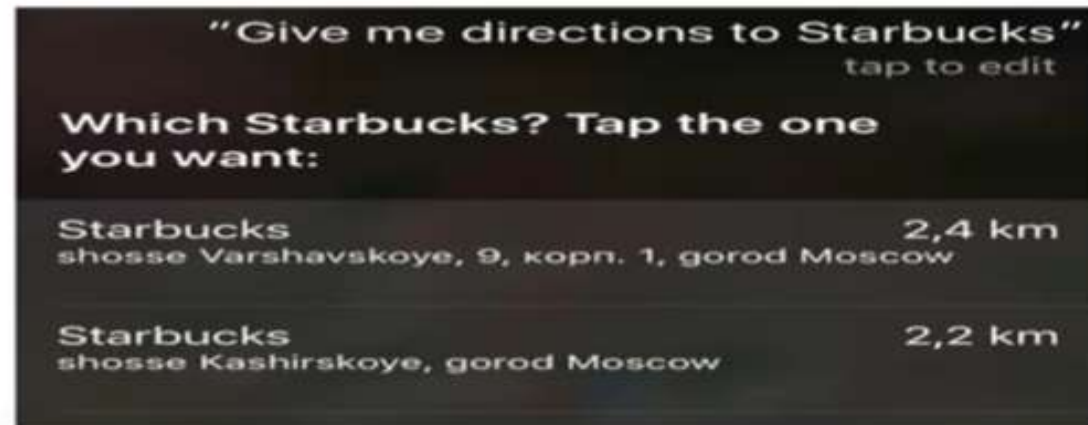 "Give me directions to Starbucks"
tap to edit
Which Starbucks? Tap the one
you want:
Starbucks 2,4 km
shosse Varshavskoye, 9, корп. 1, gorod Moscow
Starbucks 2,2 km
shosse Kashirskoye, gorod Moscow